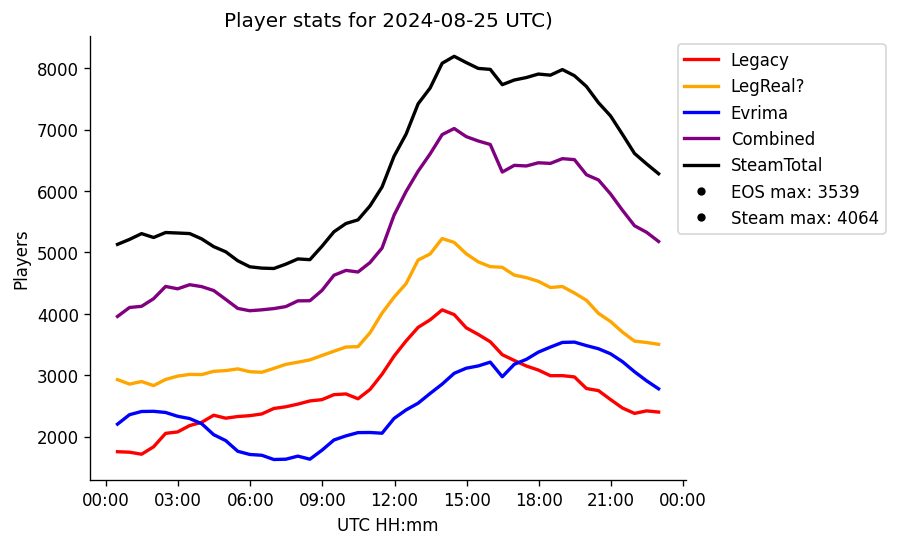 Player stats for 2024-08-25 UTC)
Legacy
LegReal?
Evrima
Combined
SteamTotal
EOS max: 3539
Steam max: 4064
8000
7000
6000
5000
4000
3000
2000
Players
00:00 03:00 06:00 09:00 12:00 15:00 18:00 21:00 00:00
UTC HH:mm